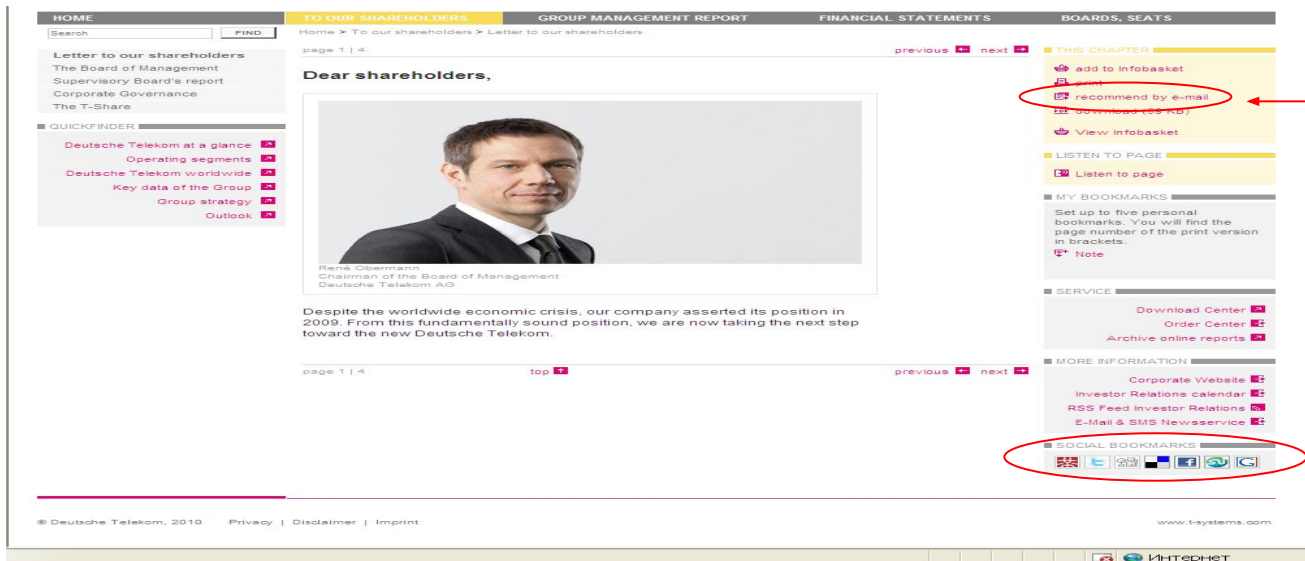 HOME TO OUR SHAREHOLDERS GROUP MANAGEMENT REPORT FINANCIAL STATEMENTS BOARDS, SEATS
Search FIND
Home > To our shareholders > Letter to our shareholders
Letter to our shareholders
The Board of Management
Supervisory Board's report
Corporate Governance
The T-Share
QUICKFINDER
Deutsche Telekom at a glance
Operating segments
Deutsche Telekom worldwide
Key data of the Group
Group strategy
Outlook
page 1 | 4 previous next
Dear shareholders,
René Obermann
Chairman of the Board of Management
Deutsche Telekom AG
Despite the worldwide economic crisis, our company asserted its position in
2009. From this fundamentally sound position, we are now taking the next step
toward the new Deutsche Telekom.
page 1 | 4 top previous next
THIS CHAPTER
add to Infobasket
print
recommend by e-mail
download (59 KB)
View Infobasket
LISTEN TO PAGE
Listen to page
MY BOOKMARKS
Set up to five personal
bookmarks. You will find the
page number of the print version
in brackets.
Note
SERVICE
Download Center
Order Center
Archive online reports
MORE INFORMATION
Corporate Website
Investor Relations calendar
RSS Feed Investor Relations
E-Mail & SMS Newsservice
SOCIAL BOOKMARKS
© Deutsche Telekom, 2010 Privacy | Disclaimer | Imprint www.t-systems.com
Интернет